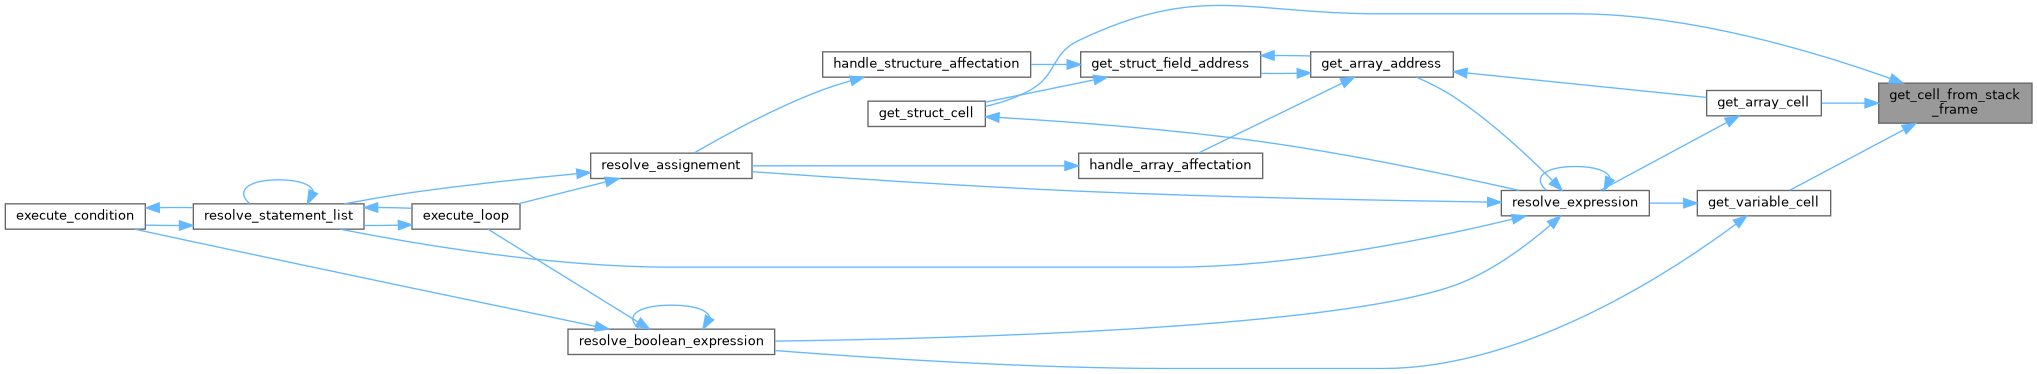 handle_structure_affectation
get_struct_field_address
get_array_address
get_cell_from_stack
_frame
get_array_cell
get_struct_cell
resolve_assignement
handle_array_affectation
resolve_expression
get_variable_cell
execute_condition
resolve_statement_list
execute_loop
resolve_boolean_expression